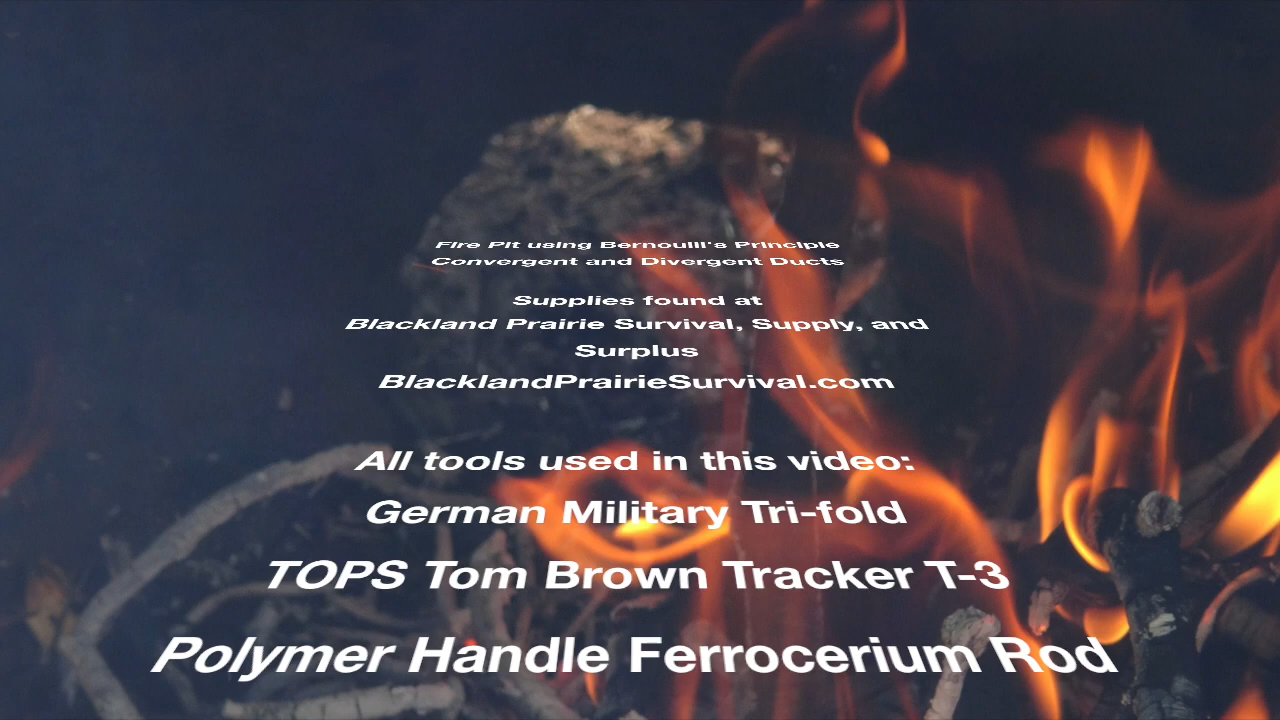 Fire Pit using Bernoulli's Principle
Convergent and Divergent Ducts
Supplies found at
Blackland Prairie Survival, Supply, and
Surplus
BlacklandPrairieSurvival.com
All tools used in this video:
German Military Tri-fold
TOPS Tom Brown Tracker T-3
Polymer Handle Ferrocerium Rod